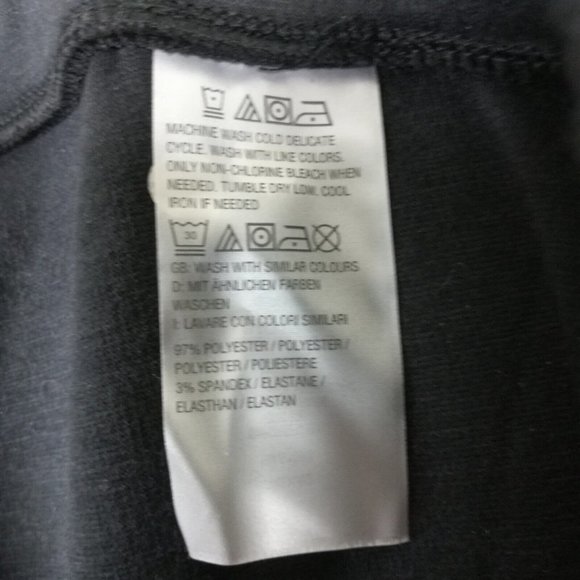 MACHINE WASH COLD DELICATE
CYCLE. WASH WITH LIKE COLORS.
ONLY NON-CHLORINE BLEACH WHEN
NEEDED. TUMBLE DRY LOW. COOL
IRON IF NEEDED
30
GB: WASH WITH SIMILAR COLOURS
D: MIT ÄHNLICHEN FARBEN
WASCHEN
I: LAVARE CON COLORI SIMILARI
97% POLYESTER / POLYESTER /
POLYESTER / POLIESTERE
3% SPANDEX / ELASTANE /
ELASTHAN / ELASTAN